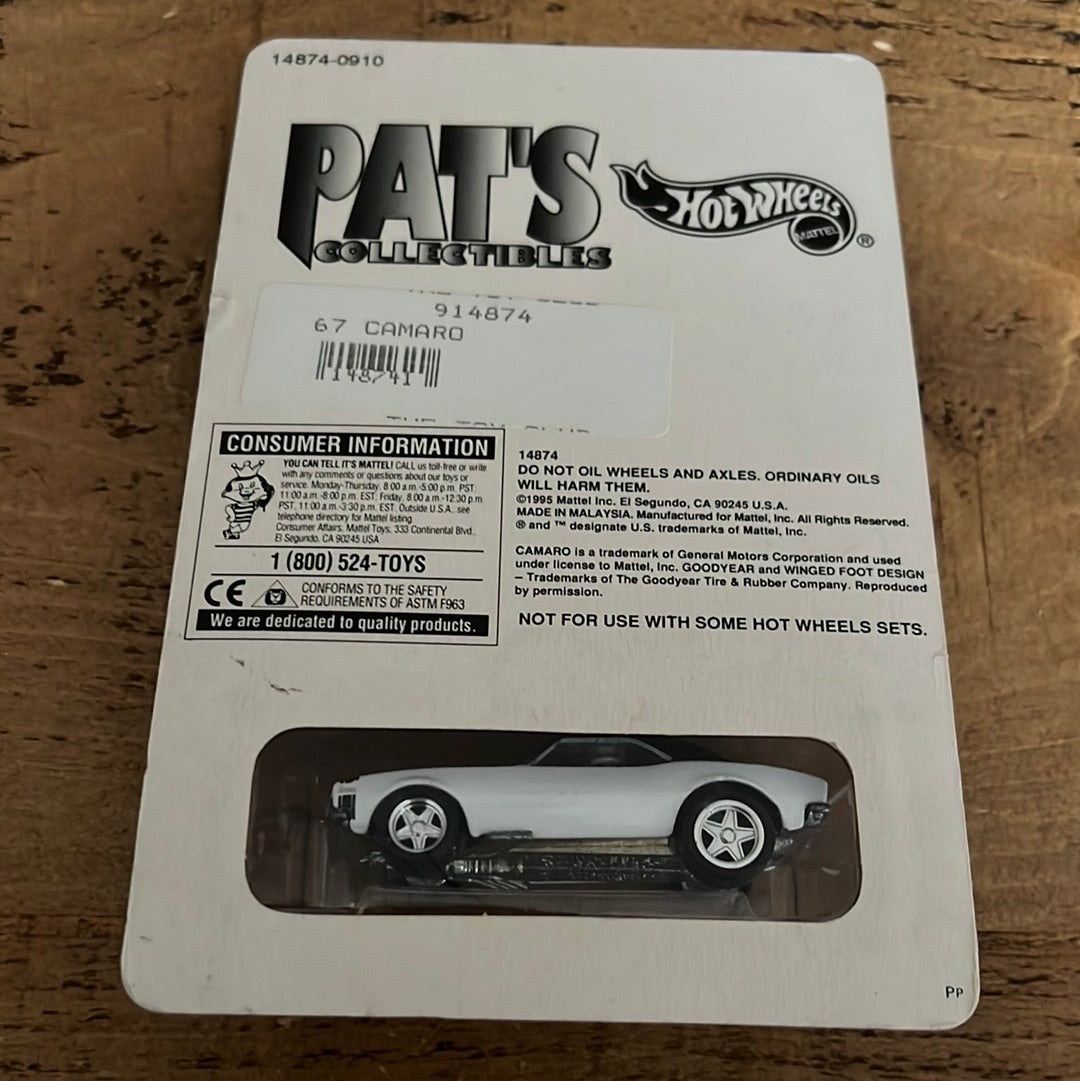 14874-0910
PAT'S
COLLECTIBLES
HOT WHEELS
MATTEL
®
914874
67 CAMARO
148741
CONSUMER INFORMATION
YOU CAN TELL IT'S MATTEL! CALL us toll-free or write
with any comments or questions about our toys or
service. Monday-Thursday, 8:00 a.m.-5:00 p.m. PST,
11:00 a.m.-8:00 p.m. EST; Friday, 8:00 a.m.-12:30 p.m.
PST, 11:00 a.m.-3:30 p.m. EST. Outside U.S.A., see
telephone directory for Mattel listing.
Consumer Affairs, Mattel Toys, 333 Continental Blvd.,
El Segundo, CA 90245 USA
1 (800) 524-TOYS
CE
CONFORMS TO THE SAFETY
REQUIREMENTS OF ASTM F963
We are dedicated to quality products.
14874
DO NOT OIL WHEELS AND AXLES. ORDINARY OILS
WILL HARM THEM.
©1995 Mattel Inc. El Segundo, CA 90245 U.S.A.
MADE IN MALAYSIA. Manufactured for Mattel, Inc. All Rights Reserved.
® and ™ designate U.S. trademarks of Mattel, Inc.
CAMARO is a trademark of General Motors Corporation and used
under license to Mattel, Inc. GOODYEAR and WINGED FOOT DESIGN
– Trademarks of The Goodyear Tire & Rubber Company. Reproduced
by permission.
NOT FOR USE WITH SOME HOT WHEELS SETS.
PP